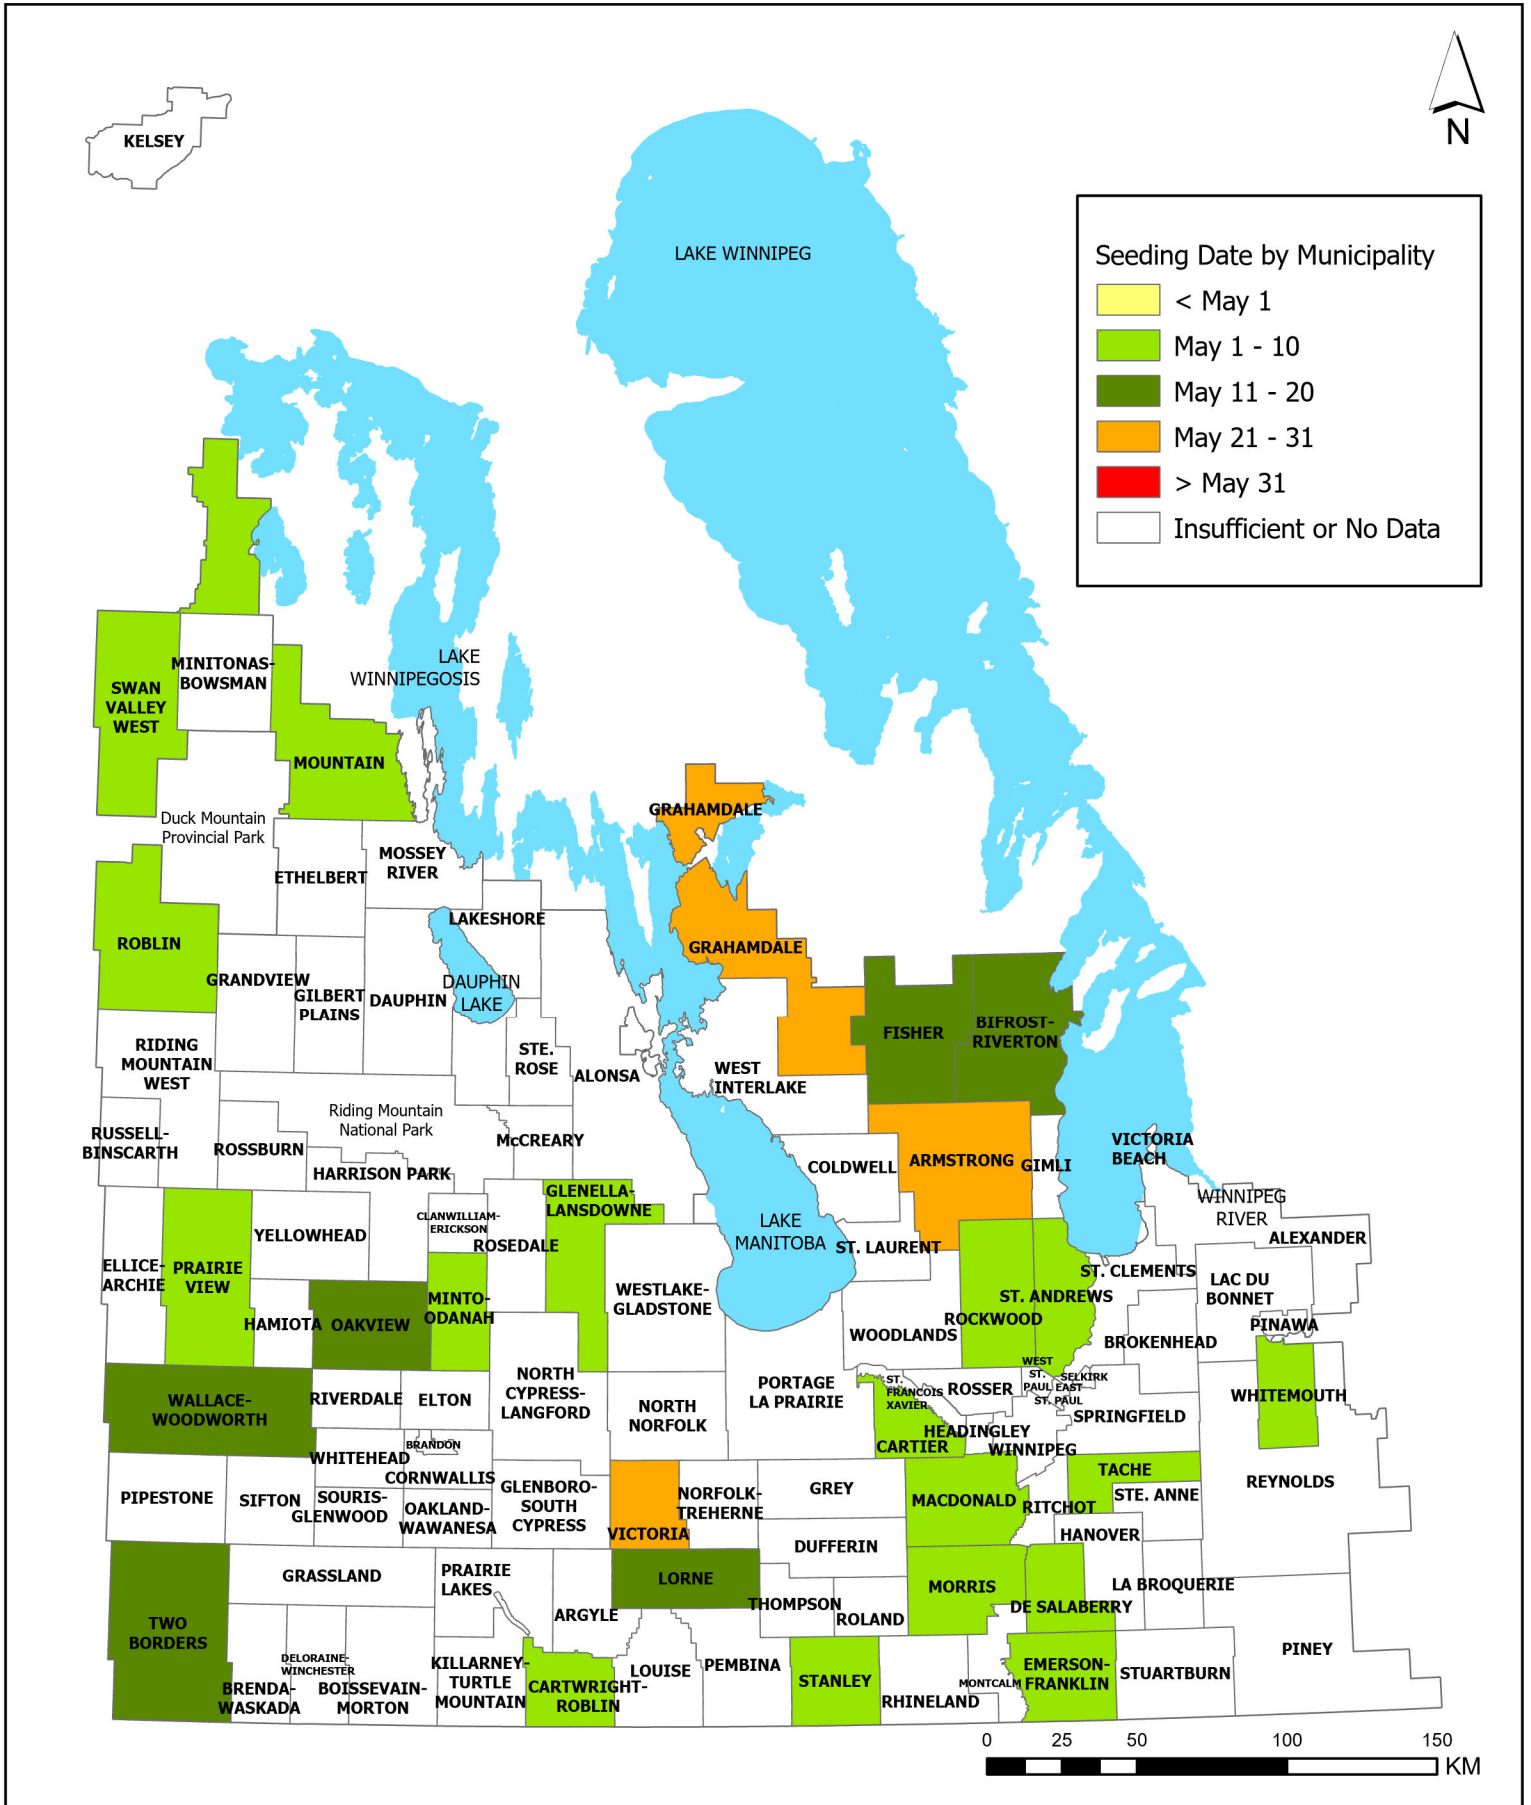 N
KELSEY
LAKE WINNIPEG
Seeding Date by Municipality
< May 1
May 1 - 10
May 11 - 20
May 21 - 31
> May 31
Insufficient or No Data
LAKE
WINNIPEGOSIS
MINITONAS-
BOWSMAN
SWAN
VALLEY
WEST
MOUNTAIN
Duck Mountain
Provincial Park
GRAHAMDALE
MOSSEY
RIVER
ETHELBERT
LAKESHORE
ROBLIN
GRAHAMDALE
GRANDVIEW
GILBERT
PLAINS
DAUPHIN
DAUPHIN
LAKE
FISHER
BIFROST-
RIVERTON
RIDING
MOUNTAIN
WEST
STE.
ROSE
ALONSA
WEST
INTERLAKE
Riding Mountain
National Park
RUSSELL-
BINSCARTH
ROSSBURN
McCREARY
HARRISON PARK
COLDWELL
ARMSTRONG
GIMLI
VICTORIA
BEACH
WINNIPEG
RIVER
GLENELLA-
LANSDOWNE
CLANWILLIAM-
ERICKSON
YELLOWHEAD
ROSEDALE
LAKE
MANITOBA
ST. LAURENT
ALEXANDER
ELLICE-
ARCHIE
PRAIRIE
VIEW
ST. CLEMENTS
LAC DU
BONNET
WESTLAKE-
GLADSTONE
MINTO-
ODANAH
HAMIOTA
OAKVIEW
ST. ANDREWS
ROCKWOOD
WOODLANDS
PINAWA
BROKENHEAD
WEST
ST.
PAUL
SELKIRK
EAST
ST. PAUL
WHITEMOUTH
NORTH
CYPRESS-
LANGFORD
PORTAGE
LA PRAIRIE
ST.
FRANCOIS
XAVIER
ROSSER
WALLACE-
WOODWORTH
RIVERDALE
ELTON
NORTH
NORFOLK
SPRINGFIELD
HEADINGLEY
CARTIER
WINNIPEG
BRANDON
WHITEHEAD
CORNWALLIS
TACHE
REYNOLDS
PIPESTONE
SIFTON
SOURIS-
GLENWOOD
OAKLAND-
WAWANESA
GLENBORO-
SOUTH
CYPRESS
NORFOLK-
TREHERNE
GREY
MACDONALD
RITCHOT
STE. ANNE
VICTORIA
HANOVER
DUFFERIN
GRASSLAND
PRAIRIE
LAKES
LORNE
MORRIS
LA BROQUERIE
THOMPSON
DE SALABERRY
ARGYLE
ROLAND
TWO
BORDERS
PINEY
DELORAINE-
WINCHESTER
KILLARNEY-
TURTLE
MOUNTAIN
LOUISE
PEMBINA
STANLEY
EMERSON-
FRANKLIN
STUARTBURN
MONTCALM
BRENDA-
WASKADA
BOISSEVAIN-
MORTON
CARTWRIGHT-
ROBLIN
RHINELAND
0 25 50 100 150
KM